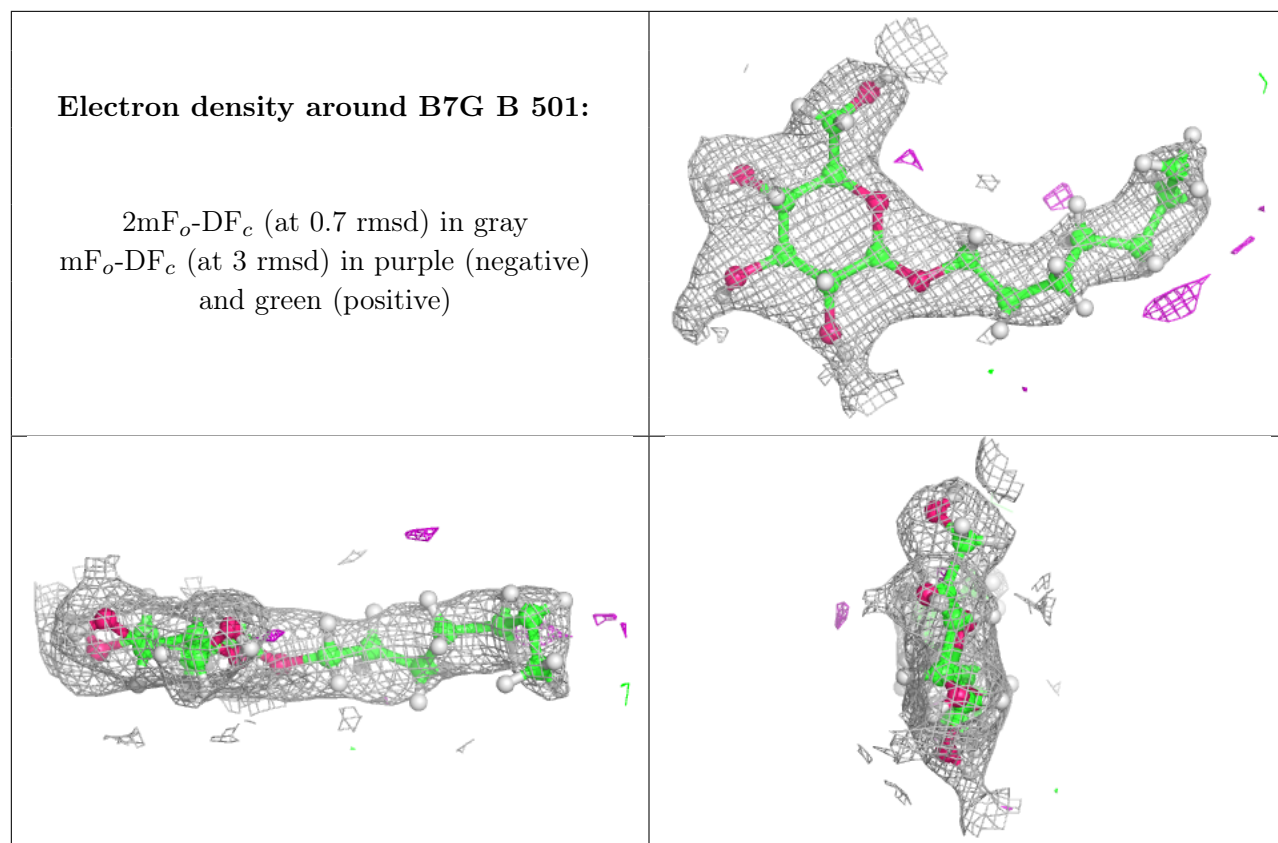 Electron density around B7G B 501:
2mFo-DFc (at 0.7 rmsd) in gray
mFo-DFc (at 3 rmsd) in purple (negative)
and green (positive)